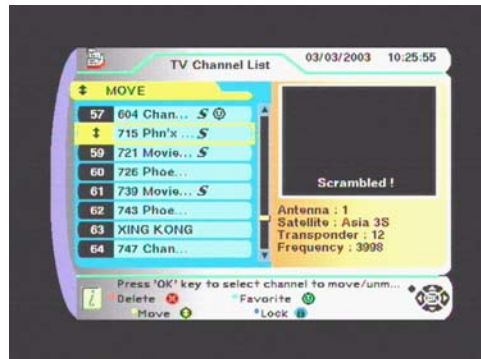 TV Channel List
03/03/2003 10:25:55
MOVE
57 604 Chan... S
715 Phn'x ... S
59 721 Movie... S
60 726 Phoe...
61 739 Movie... S
62 743 Phoe...
63 XING KONG
64 747 Chan...
Scrambled !
Antenna : 1
Satellite : Asia 3S
Transponder : 12
Frequency : 3998
Press 'OK' key to select channel to move/unm...
Delete Favorite
Move Lock